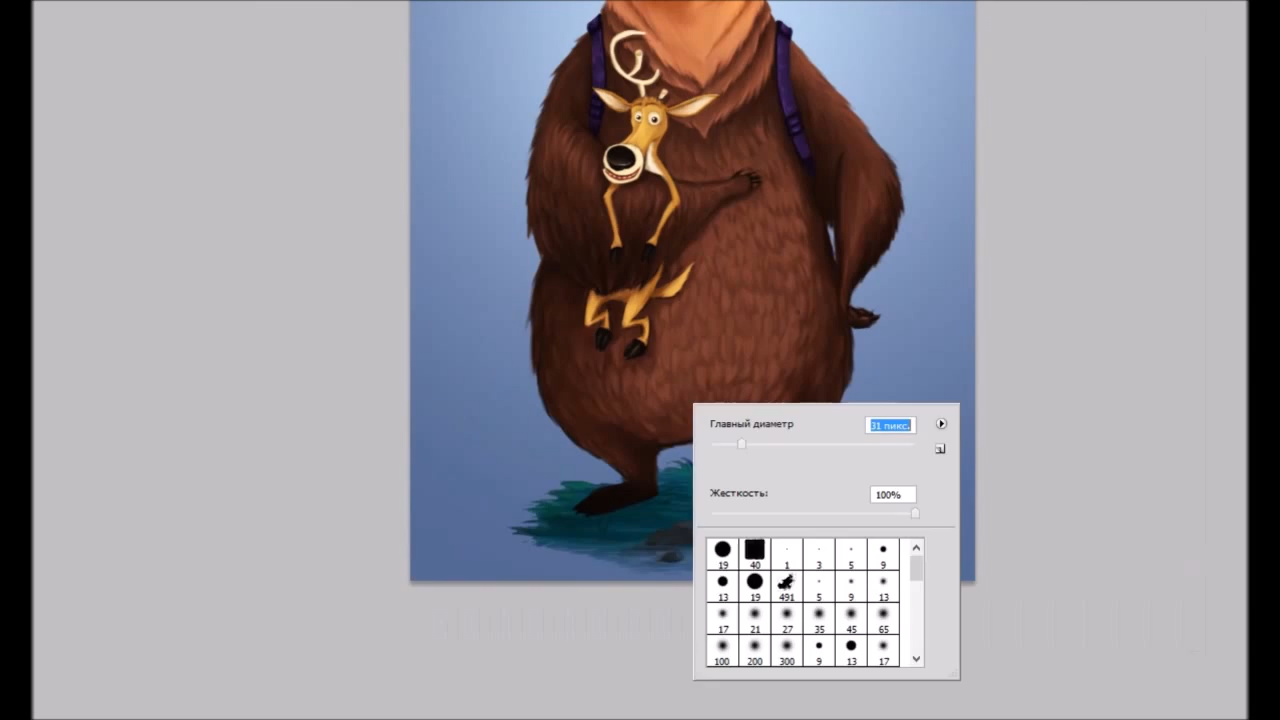 Главный диаметр 31 пикс.
Жесткость: 100%
19 40 1 3 5 9
13 19 491 5 9 13
17 21 27 35 45 65
100 200 300 9 13 17